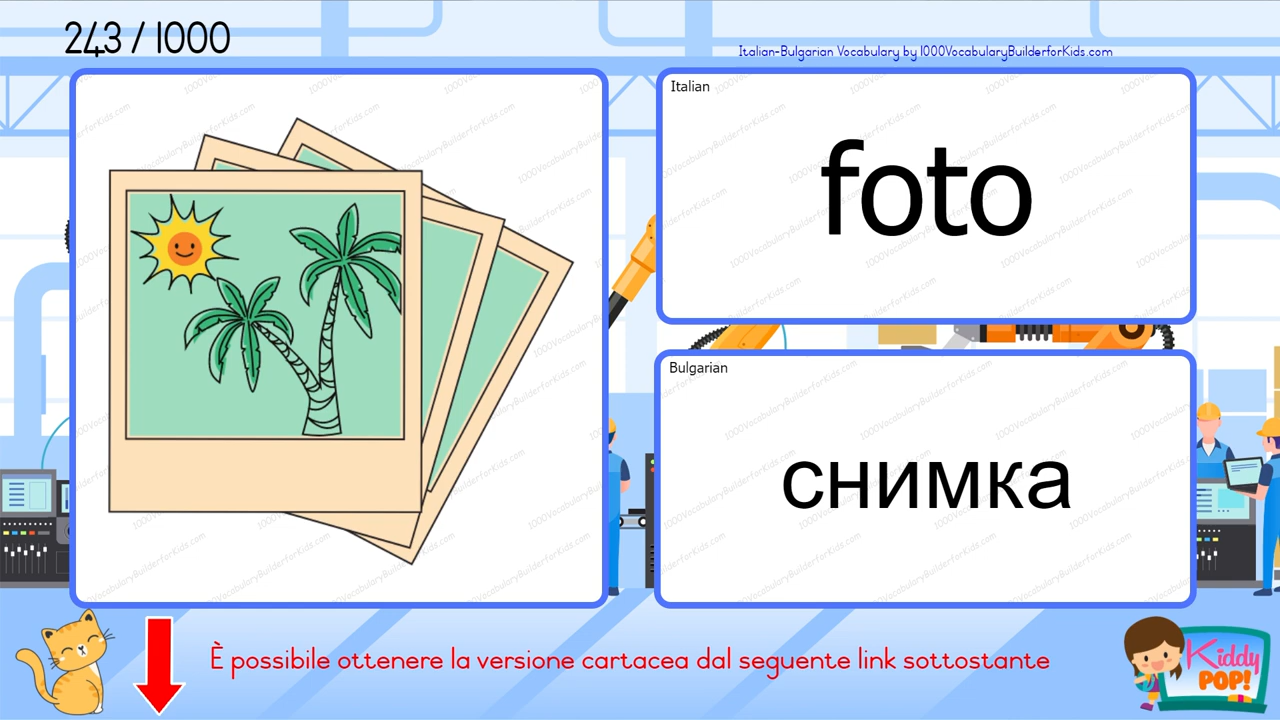 243 / 1000
Italian-Bulgarian Vocabulary by 1000VocabularyBuilderforKids.com
Italian
foto
Bulgarian
снимка
È possibile ottenere la versione cartacea dal seguente link sottostante
Kiddy
POP!